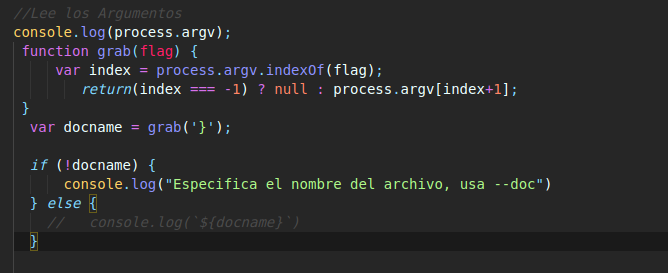 //Lee los Argumentos
console.log(process.argv);
function grab(flag) {
var index = process.argv.indexOf(flag);
return(index === -1) ? null : process.argv[index+1];
}
var docname = grab('}');
if (!docname) {
console.log("Especifica el nombre del archivo, usa --doc")
} else {
//   console.log(`${docname}`)
}